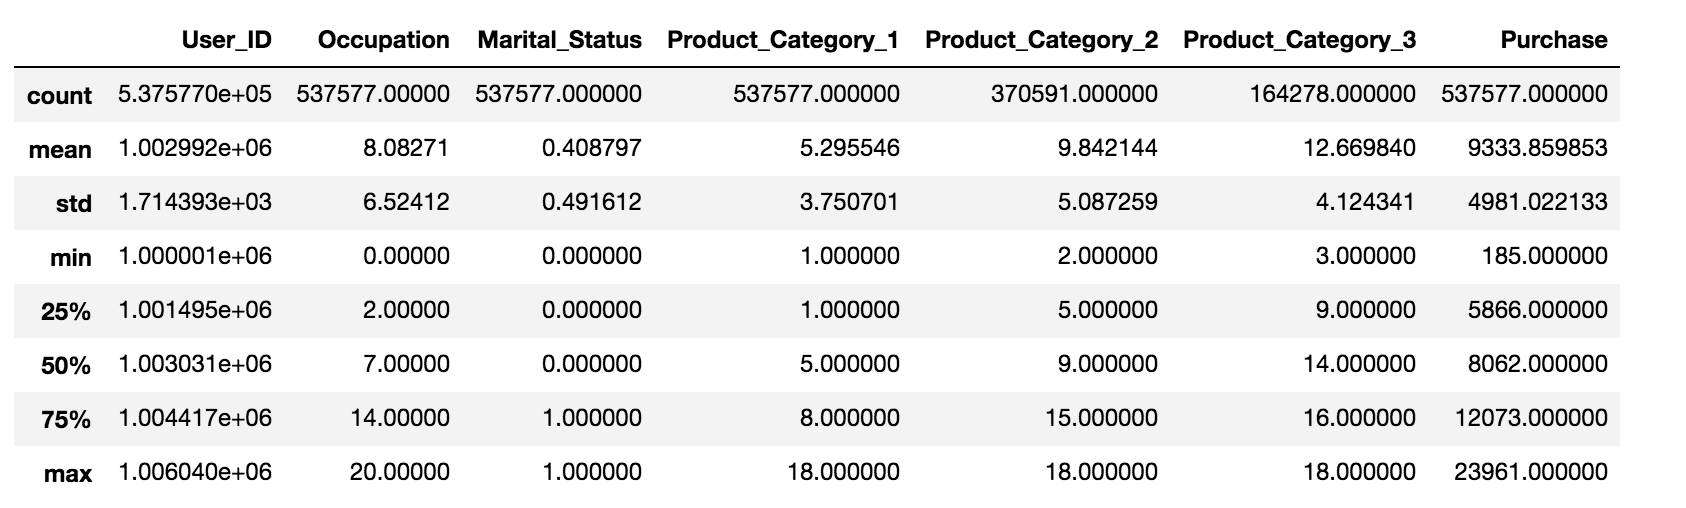 User_ID Occupation Marital_Status Product_Category_1 Product_Category_2 Product_Category_3 Purchase
count 5.375770e+05 537577.00000 537577.000000 537577.000000 370591.000000 164278.000000 537577.000000
mean 1.002992e+06 8.08271 0.408797 5.295546 9.842144 12.669840 9333.859853
std 1.714393e+03 6.52412 0.491612 3.750701 5.087259 4.124341 4981.022133
min 1.000001e+06 0.00000 0.000000 1.000000 2.000000 3.000000 185.000000
25% 1.001495e+06 2.00000 0.000000 1.000000 5.000000 9.000000 5866.000000
50% 1.003031e+06 7.00000 0.000000 5.000000 9.000000 14.000000 8062.000000
75% 1.004417e+06 14.00000 1.000000 8.000000 15.000000 16.000000 12073.000000
max 1.006040e+06 20.00000 1.000000 18.000000 18.000000 18.000000 23961.000000